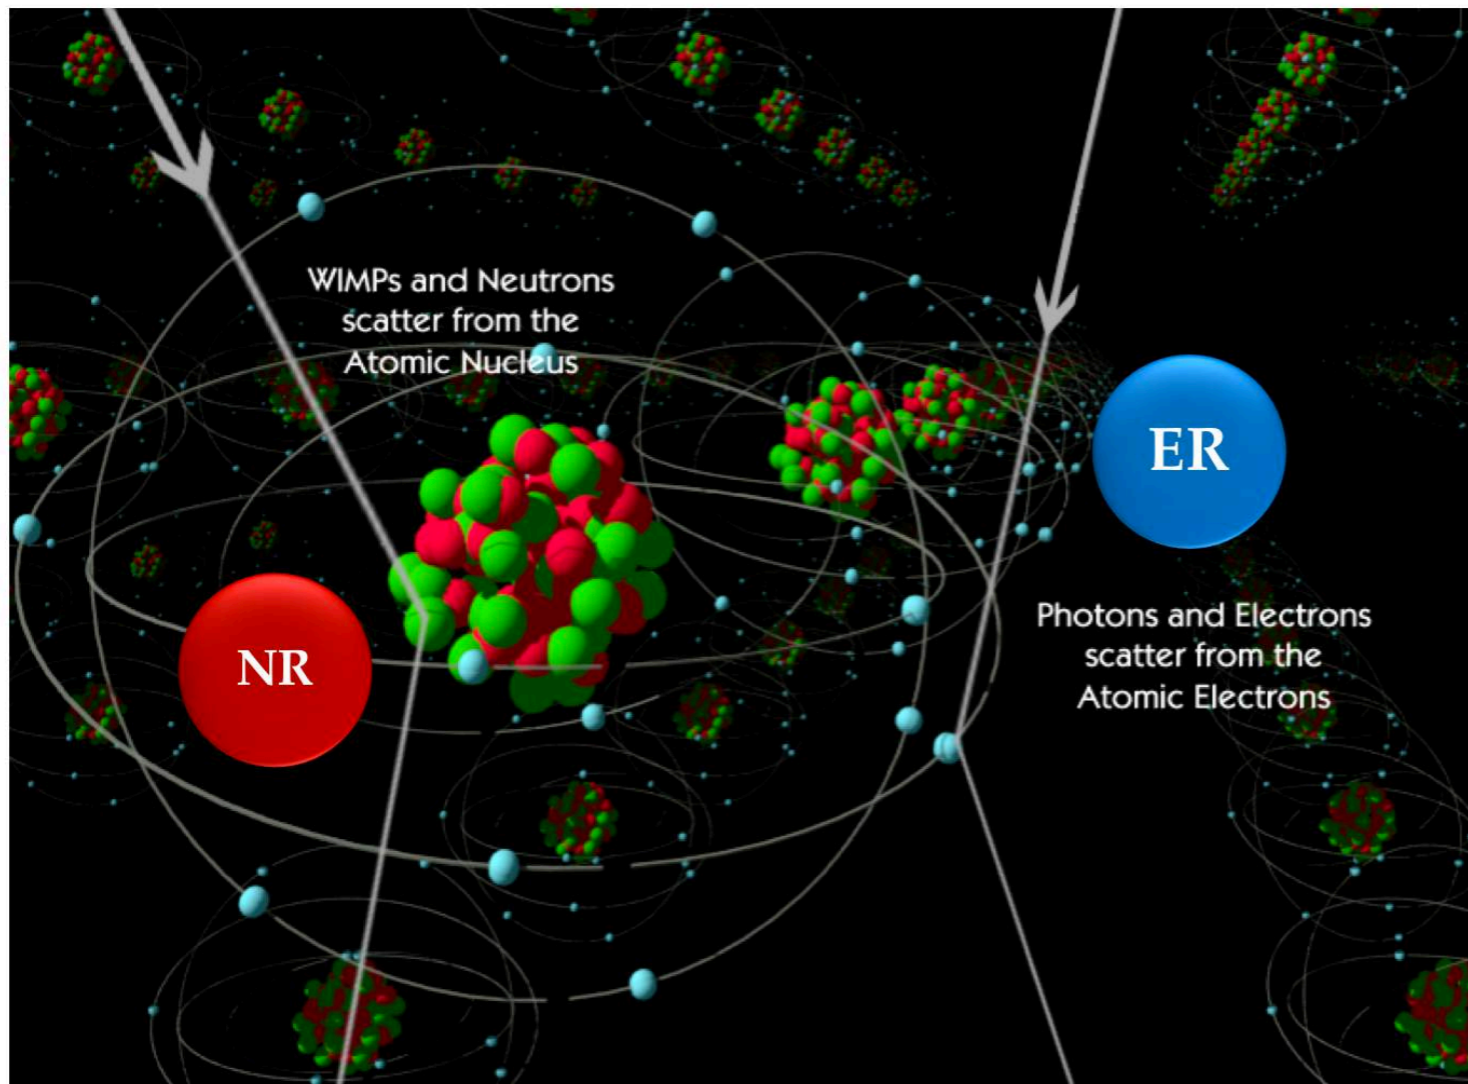 WIMPs and Neutrons
scatter from the
Atomic Nucleus
ER
NR
Photons and Electrons
scatter from the
Atomic Electrons